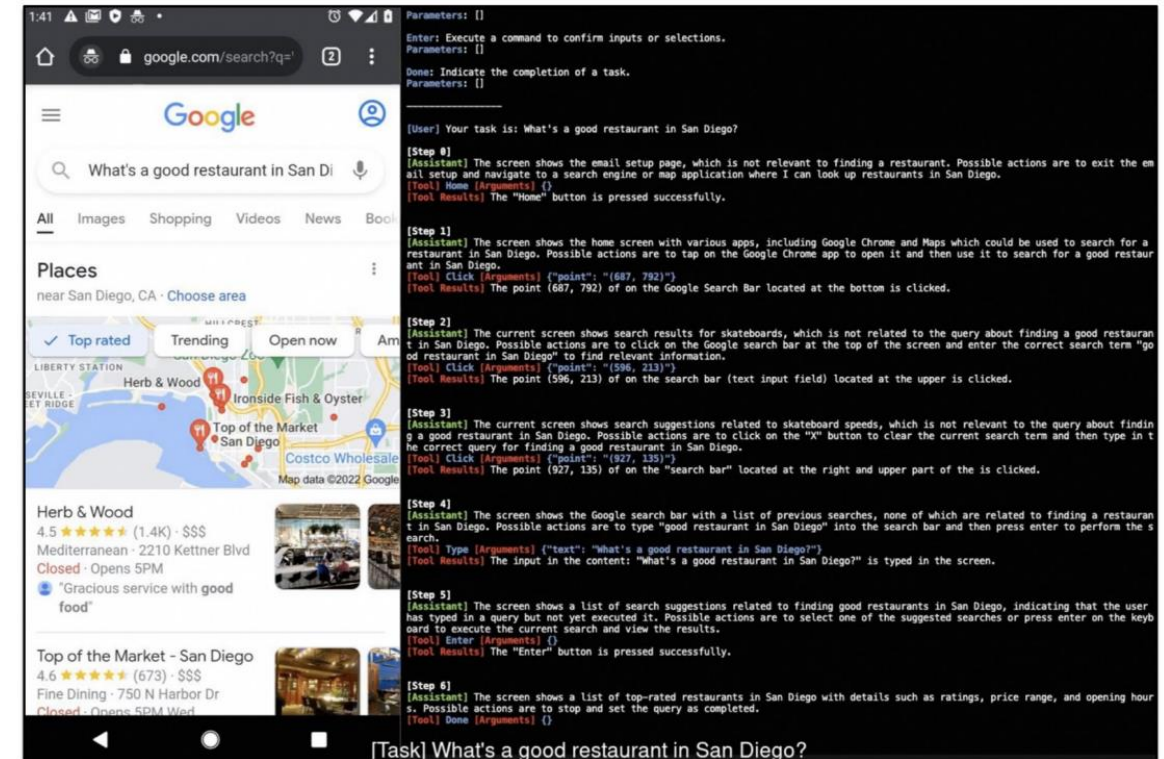 1:41
google.com/search?q='
2
Google
What's a good restaurant in San Di
All Images Shopping Videos News Book
Places
near San Diego, CA · Choose area
HILLCREST
Top rated Trending Open now Am
San Diego Zoo
LIBERTY STATION
Herb & Wood
SEVILLE -
EET RIDGE
Ironside Fish & Oyster
Top of the Market
San Diego
Costco Wholesale
Map data ©2022 Google
Herb & Wood
4.5 (1.4K) · $$$
Mediterranean · 2210 Kettner Blvd
Closed · Opens 5PM
"Gracious service with good
food"
Top of the Market - San Diego
4.6 (673) · $$$
Fine Dining · 750 N Harbor Dr
Closed · Opens 5PM Wed
Parameters: []
Enter: Execute a command to confirm inputs or selections.
Parameters: []
Done: Indicate the completion of a task.
Parameters: []
[User] Your task is: What's a good restaurant in San Diego?
[Step 0]
[Assistant] The screen shows the email setup page, which is not relevant to finding a restaurant. Possible actions are to exit the em
ail setup and navigate to a search engine or map application where I can look up restaurants in San Diego.
[Tool] Home [Arguments] {}
[Tool Results] The "Home" button is pressed successfully.
[Step 1]
[Assistant] The screen shows the home screen with various apps, including Google Chrome and Maps which could be used to search for a
restaurant in San Diego. Possible actions are to tap on the Google Chrome app to open it and then use it to search for a good restaur
ant in San Diego.
[Tool] Click [Arguments] {"point": "(687, 792)"}
[Tool Results] The point (687, 792) of on the Google Search Bar located at the bottom is clicked.
[Step 2]
[Assistant] The current screen shows search results for skateboards, which is not related to the query about finding a good restauran
t in San Diego. Possible actions are to click on the Google search bar at the top of the screen and enter the correct search term "go
od restaurant in San Diego" to find relevant information.
[Tool] Click [Arguments] {"point": "(596, 213)"}
[Tool Results] The point (596, 213) of on the search bar (text input field) located at the upper is clicked.
[Step 3]
[Assistant] The current screen shows search suggestions related to skateboard speeds, which is not relevant to the query about findin
g a good restaurant in San Diego. Possible actions are to click on the "X" button to clear the current search term and then type in t
he correct query for finding a good restaurant in San Diego.
[Tool] Click [Arguments] {"point": "(927, 135)"}
[Tool Results] The point (927, 135) of on the "search bar" located at the right and upper part of the is clicked.
[Step 4]
[Assistant] The screen shows the Google search bar with a list of previous searches, none of which are related to finding a restauran
t in San Diego. Possible actions are to type "good restaurant in San Diego" into the search bar and then press enter to perform the s
earch.
[Tool] Type [Arguments] {"text": "What's a good restaurant in San Diego?"}
[Tool Results] The input in the content: "What's a good restaurant in San Diego?" is typed in the screen.
[Step 5]
[Assistant] The screen shows a list of search suggestions related to finding good restaurants in San Diego, indicating that the user
has typed in a query but not yet executed it. Possible actions are to select one of the suggested searches or press enter on the keyb
oard to execute the current search and view the results.
[Tool] Enter [Arguments] {}
[Tool Results] The "Enter" button is pressed successfully.
[Step 6]
[Assistant] The screen shows a list of top-rated restaurants in San Diego with details such as ratings, price range, and opening hour
s. Possible actions are to stop and set the query as completed.
[Tool] Done [Arguments] {}
[Task] What's a good restaurant in San Diego?